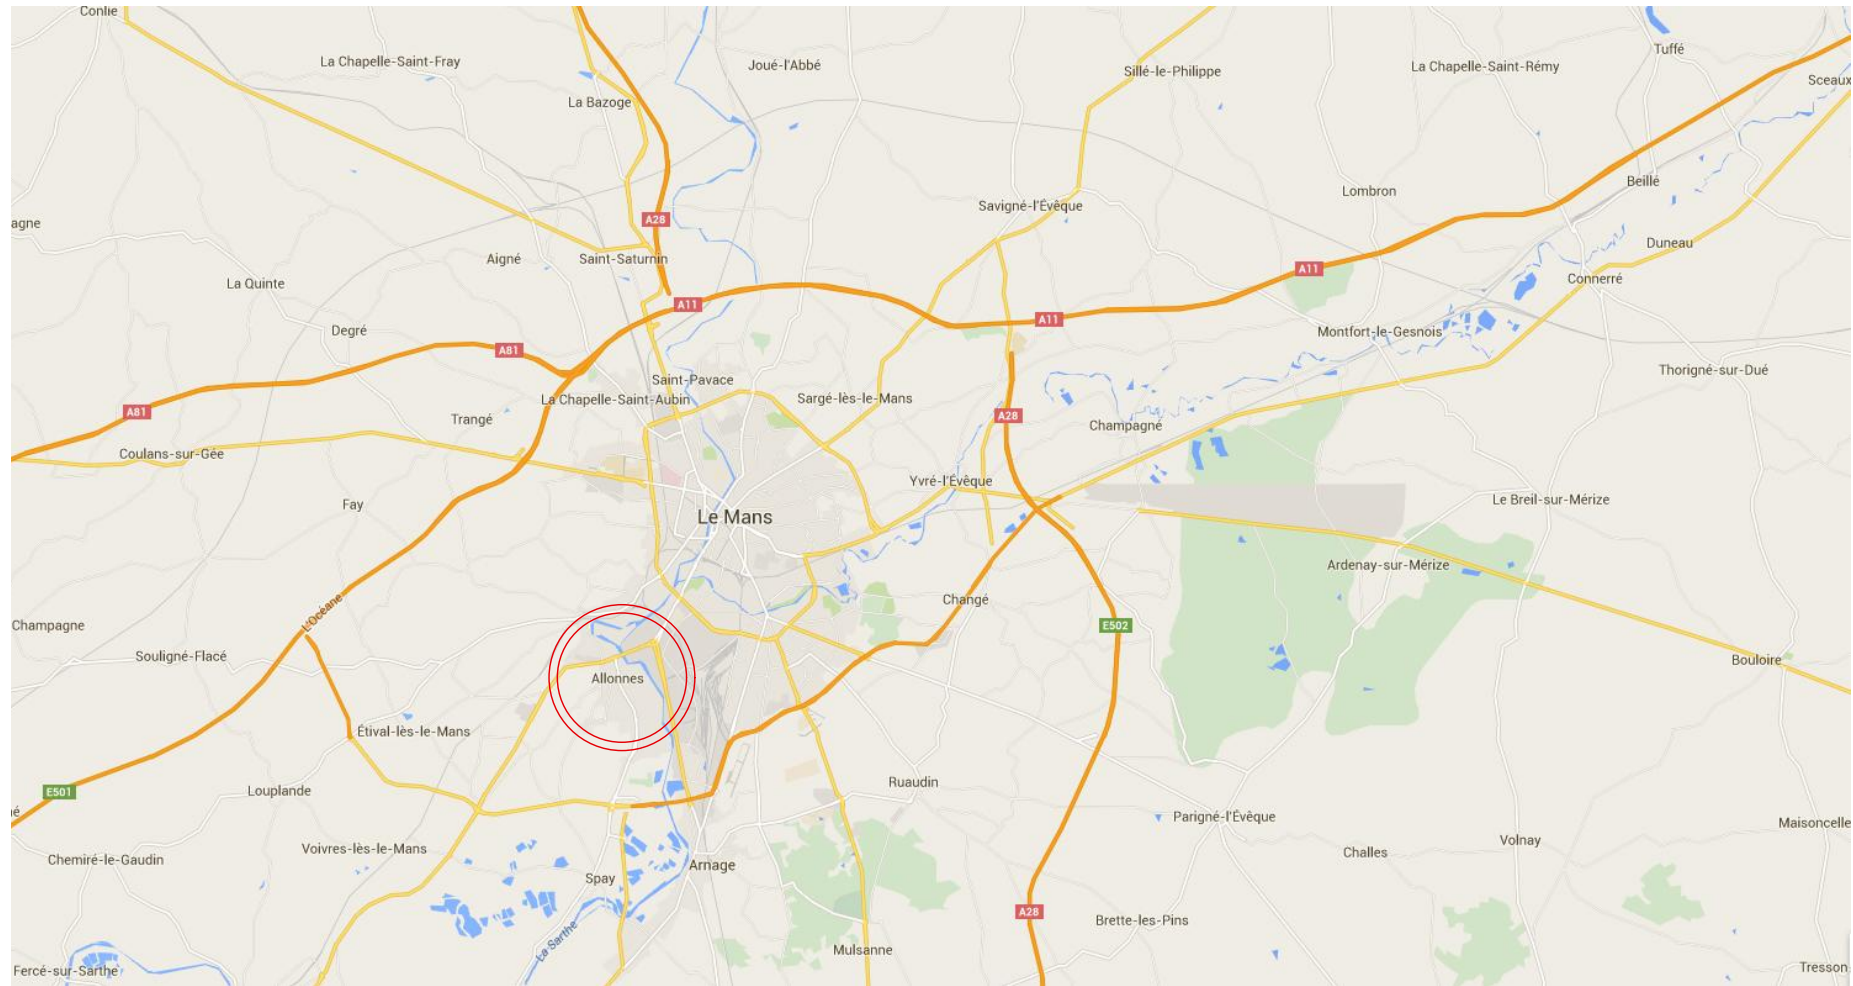 Conlie
La Chapelle-Saint-Fray
Joué-l'Abbé
Sillé-le-Philippe
La Chapelle-Saint-Rémy
Tuffé
Sceaux
La Bazoge
Lombron
Beillé
Savigné-l'Évêque
A28
agne
Aigné
Saint-Saturnin
Duneau
A11
Connerré
La Quinte
A11
A11
Degré
Montfort-le-Gesnois
A81
Thorigné-sur-Dué
Saint-Pavace
La Chapelle-Saint-Aubin
Sargé-lès-le-Mans
A81
Trangé
A28
Champagné
Coulans-sur-Gée
Yvré-l'Évêque
Fay
Le Breil-sur-Mérize
Le Mans
Ardenay-sur-Mérize
Changé
L'Océane
Champagne
E502
Souligné-Flacé
Bouloire
Allonnes
Étival-lès-le-Mans
Ruaudin
E501
Louplande
é
Parigné-l'Évêque
Maisoncelle
Volnay
Voivres-lès-le-Mans
Challes
Chemiré-le-Gaudin
Arnage
Spay
A28
Brette-les-Pins
La Sarthe
Mulsanne
Fercé-sur-Sarthe
Tresson